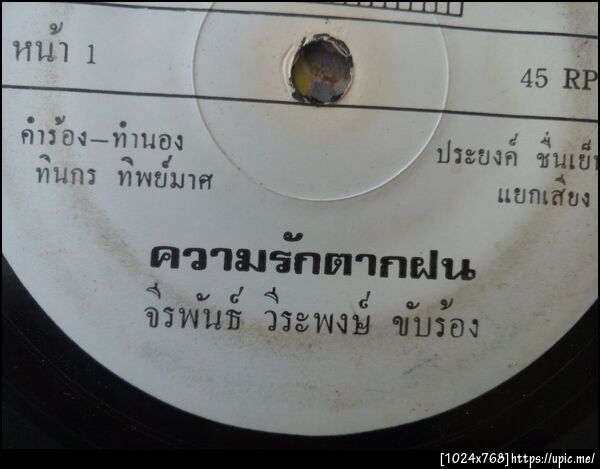 หน้า 1
45 RP
คำร้อง–ทำนอง
ทินกร ทิพย์มาศ
ประยงค์ ชื่นเย็น
แยกเสียง
ความรักตากฝน
จีรพันธ์ วีระพงษ์ ขับร้อง
[1024x768]https://upic.me/